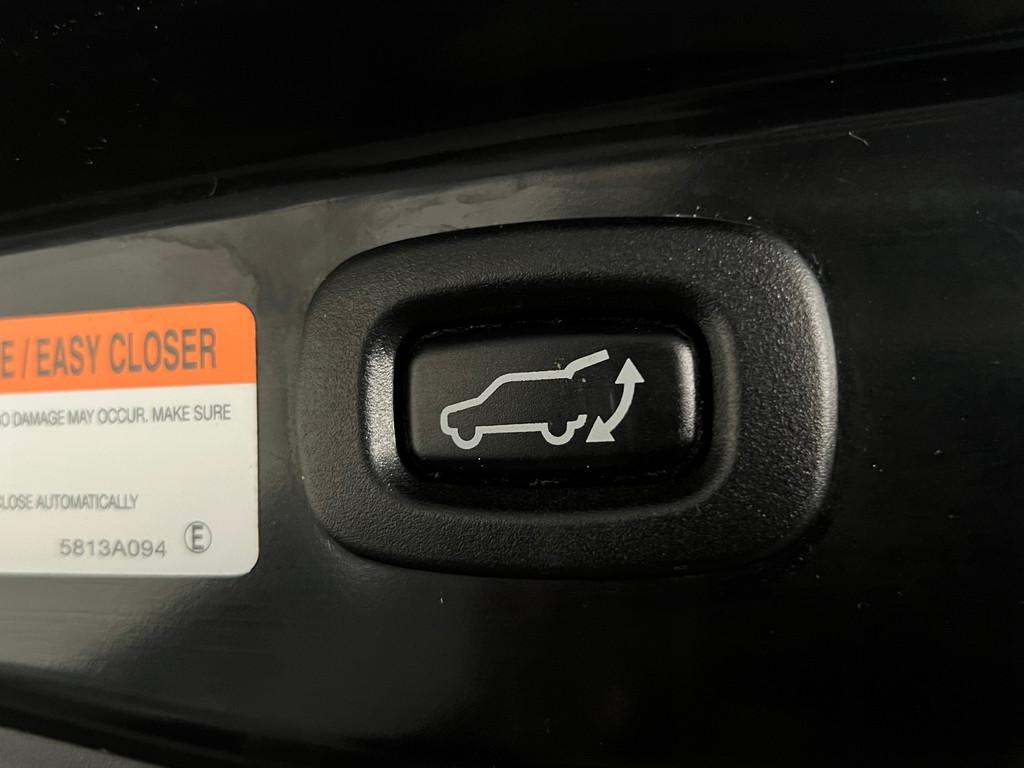 E / EASY CLOSER
O DAMAGE MAY OCCUR. MAKE SURE
CLOSE AUTOMATICALLY
5813A094 E